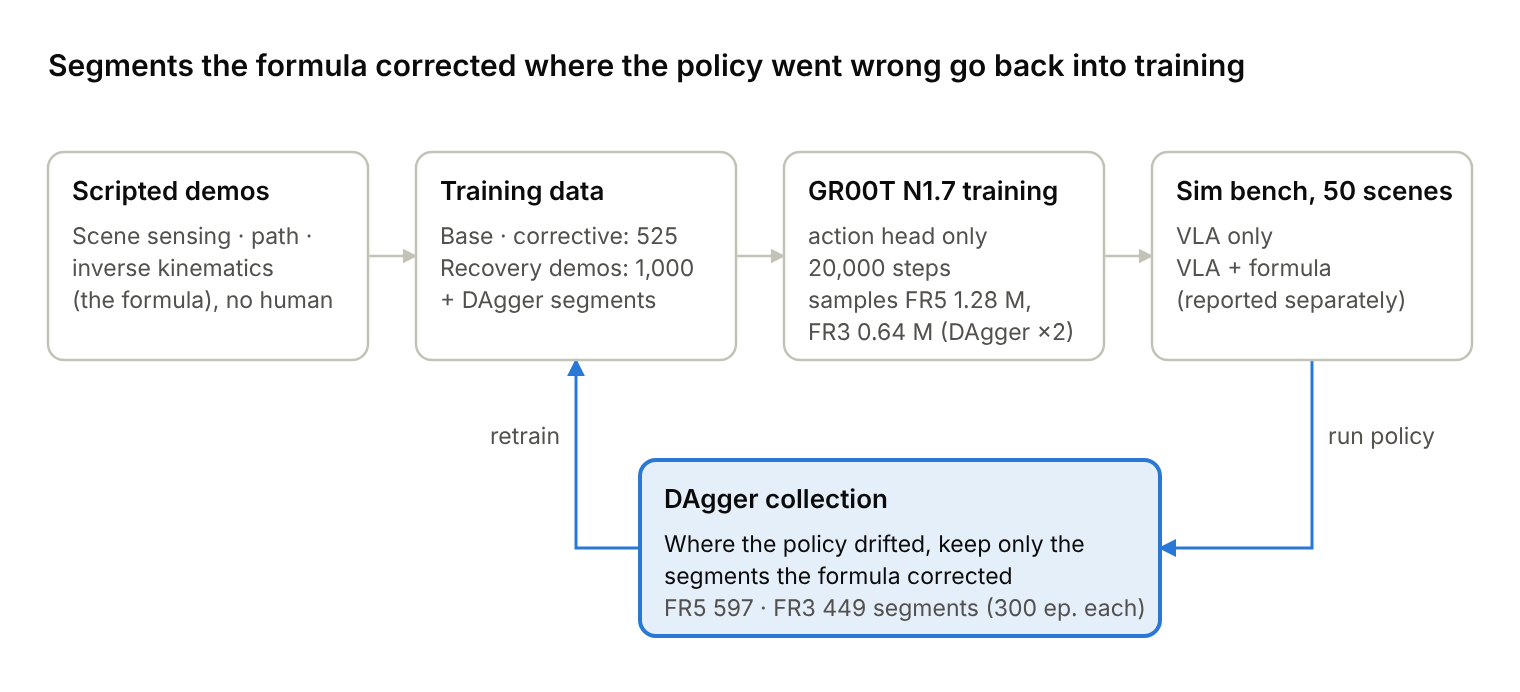 Segments the formula corrected where the policy went wrong go back into training
Scripted demos
Scene sensing · path ·
inverse kinematics
(the formula), no human
Training data
Base · corrective: 525
Recovery demos: 1,000
+ DAgger segments
GR00T N1.7 training
action head only
20,000 steps
samples FR5 1.28 M,
FR3 0.64 M (DAgger ×2)
Sim bench, 50 scenes
VLA only
VLA + formula
(reported separately)
retrain
run policy
DAgger collection
Where the policy drifted, keep only the
segments the formula corrected
FR5 597 · FR3 449 segments (300 ep. each)